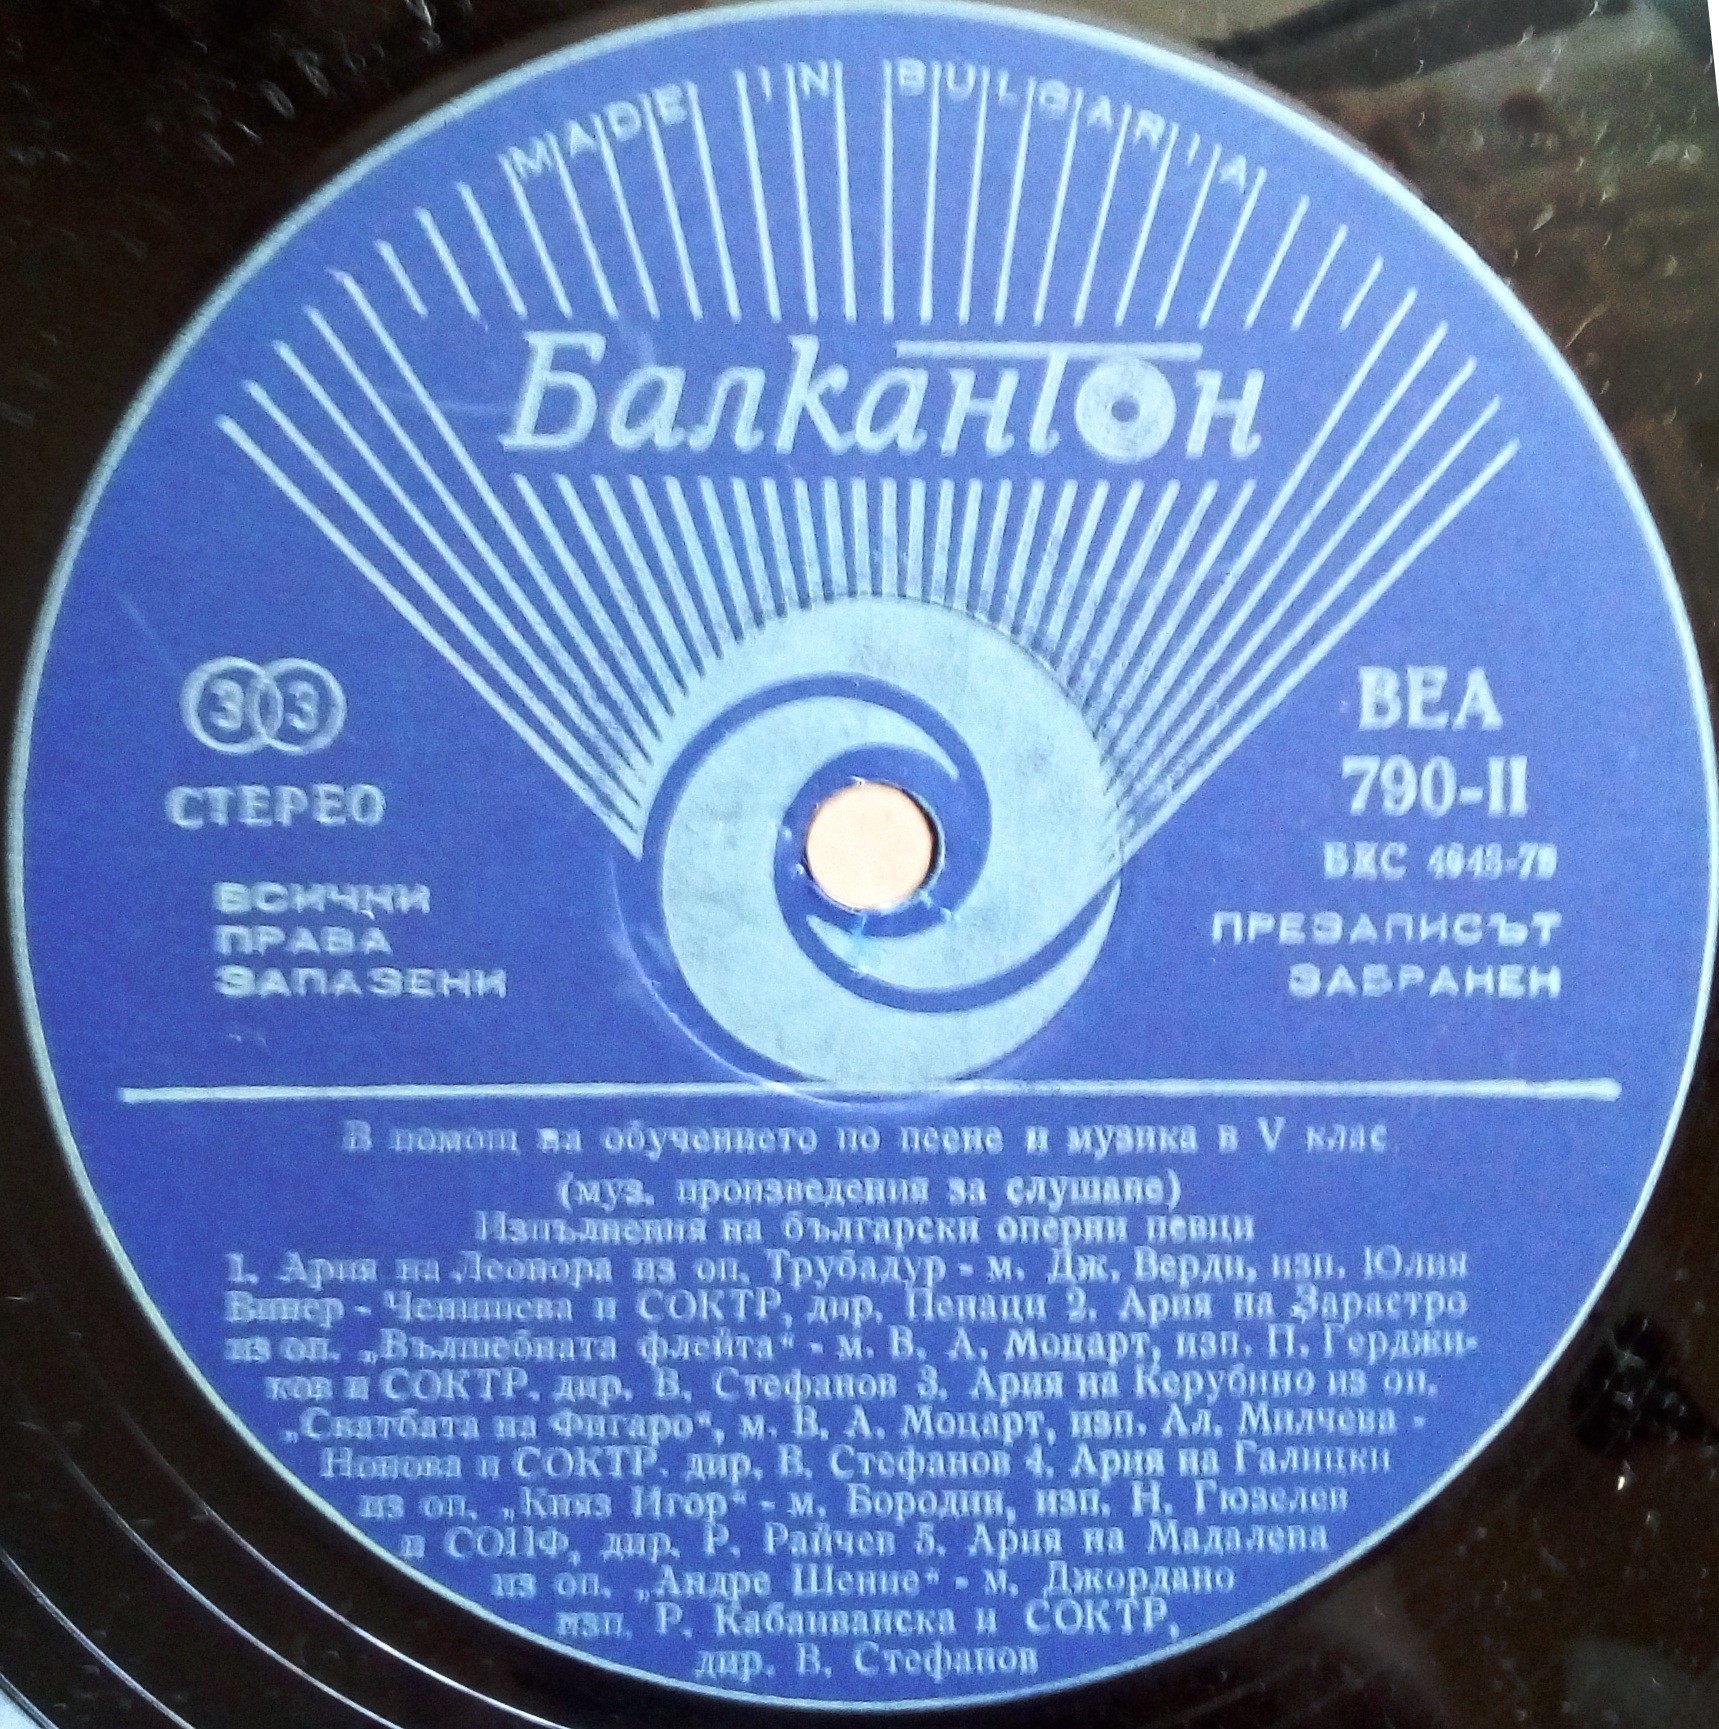 MADE IN BULGARIA
Балкантон
33
СТЕРЕО
ВСИЧКИ
ПРАВА
ЗАПАЗЕНИ
ВЕА
790-II
БКС 4643-79
ПРЕЗАПИСЪТ
ЗАБРАНЕН
В помощ на обучението по пеене и музика в V клас
(муз. произведения за слушане)
Изпълнения на български оперни певци
1. Ария на Леонора из оп. Трубадур - м. Дж. Верди, изп. Юлия
Винер - Ченишева и СОКТР, дир. Пенаци 2. Ария на Зарастро
из оп. „Вълшебната флейта“ - м. В. А. Моцарт, изп. П. Герджи-
ков и СОКТР. дир. В. Стефанов 3. Ария на Керубино из оп.
„Сватбата на Фигаро“, м. В. А. Моцарт, изп. Ал. Милчева -
Нонова и СОКТР. дир. В. Стефанов 4. Ария на Галицки
из оп. „Княз Игор“ - м. Бородин, изп. Н. Гюзелев
и СОПФ, дир. Р. Райчев 5. Ария на Мадалена
из оп. „Андре Шение“ - м. Джордано
изп. Р. Кабаиванска и СОКТР,
дир. В. Стефанов